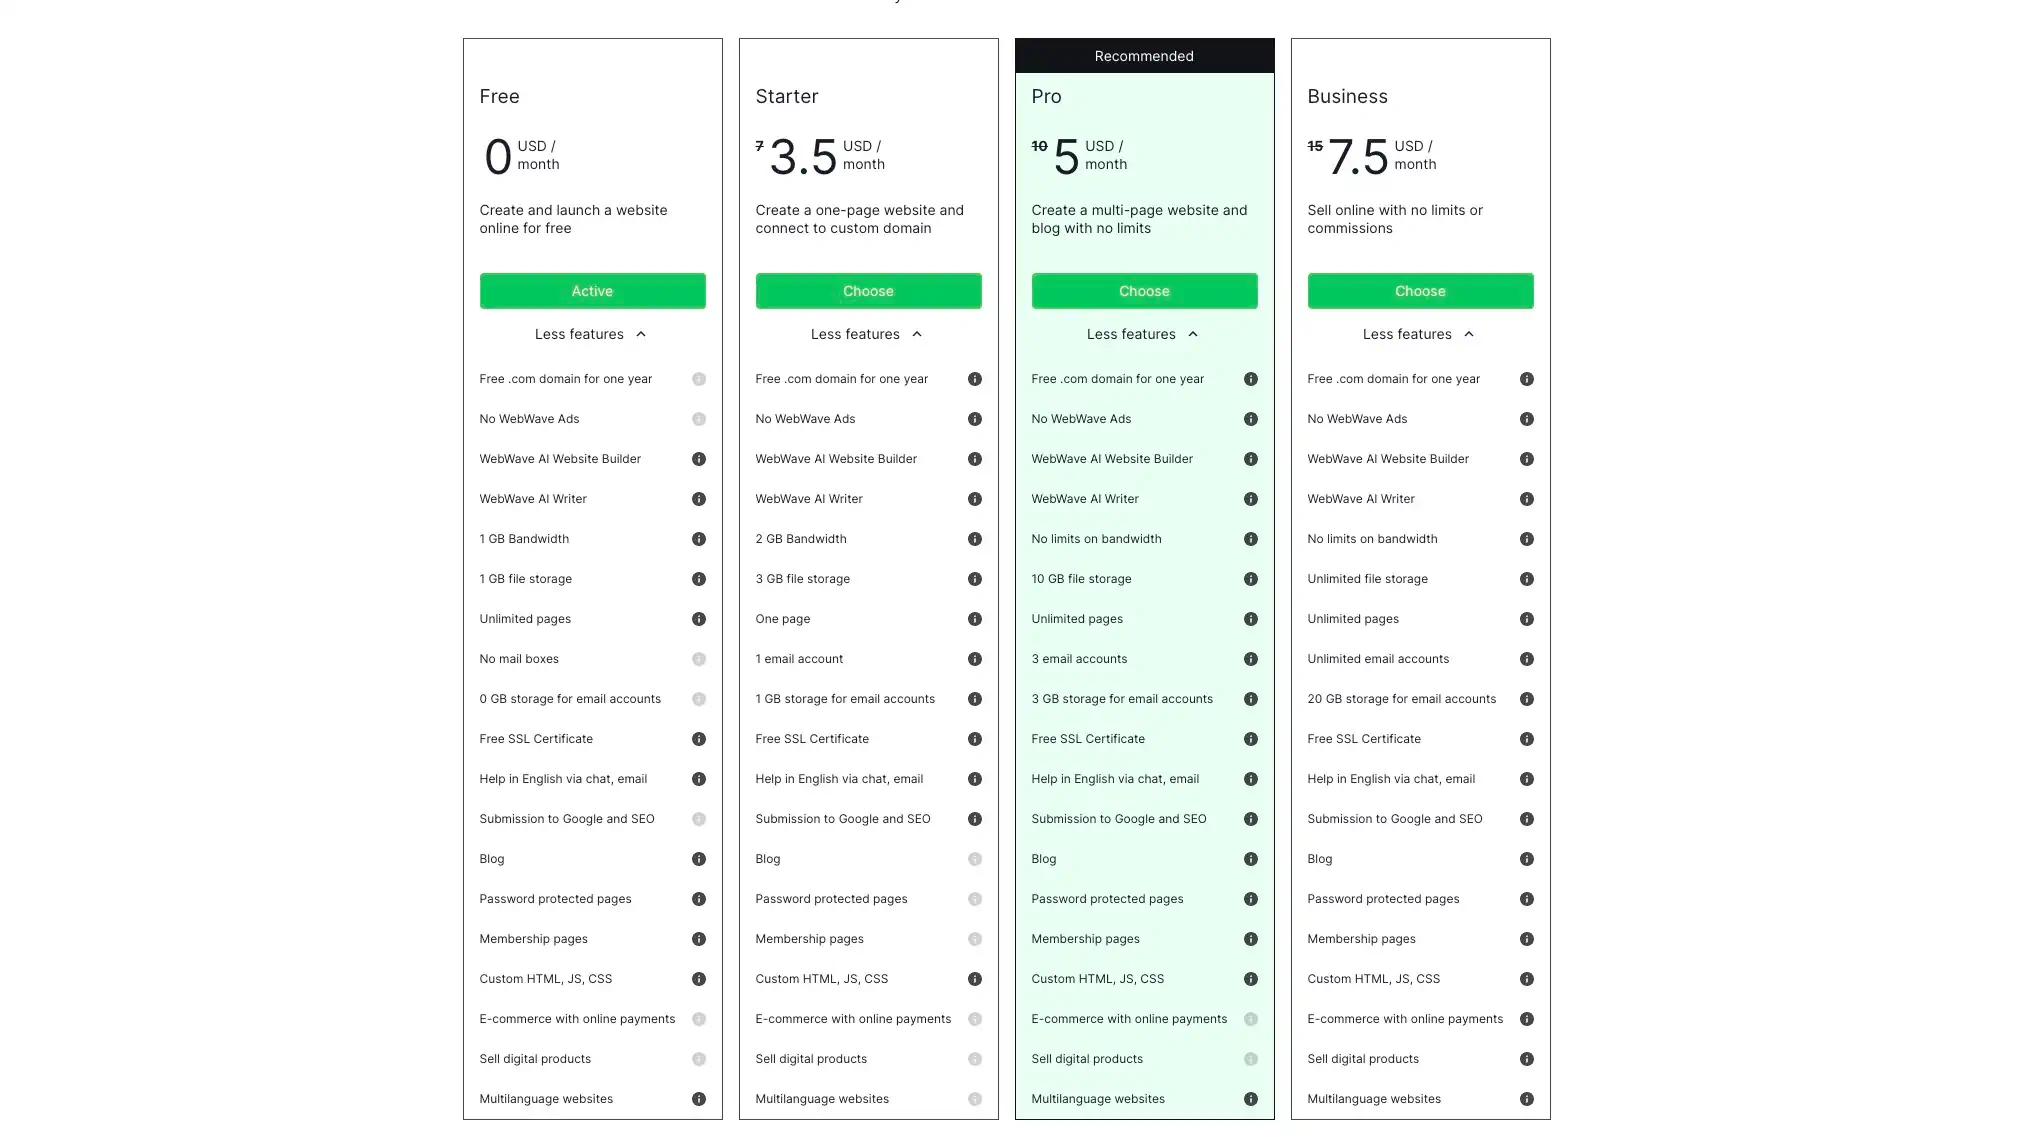 Free
0 USD /
month
Create and launch a website
online for free
Active
Less features
Free .com domain for one year
No WebWave Ads
WebWave AI Website Builder
WebWave AI Writer
1 GB Bandwidth
1 GB file storage
Unlimited pages
No mail boxes
0 GB storage for email accounts
Free SSL Certificate
Help in English via chat, email
Submission to Google and SEO
Blog
Password protected pages
Membership pages
Custom HTML, JS, CSS
E-commerce with online payments
Sell digital products
Multilanguage websites
Starter
7 3.5 USD /
month
Create a one-page website and
connect to custom domain
Choose
Less features
Free .com domain for one year
No WebWave Ads
WebWave AI Website Builder
WebWave AI Writer
2 GB Bandwidth
3 GB file storage
One page
1 email account
1 GB storage for email accounts
Free SSL Certificate
Help in English via chat, email
Submission to Google and SEO
Blog
Password protected pages
Membership pages
Custom HTML, JS, CSS
E-commerce with online payments
Sell digital products
Multilanguage websites
Recommended
Pro
10 5 USD /
month
Create a multi-page website and
blog with no limits
Choose
Less features
Free .com domain for one year
No WebWave Ads
WebWave AI Website Builder
WebWave AI Writer
No limits on bandwidth
10 GB file storage
Unlimited pages
3 email accounts
3 GB storage for email accounts
Free SSL Certificate
Help in English via chat, email
Submission to Google and SEO
Blog
Password protected pages
Membership pages
Custom HTML, JS, CSS
E-commerce with online payments
Sell digital products
Multilanguage websites
Business
15 7.5 USD /
month
Sell online with no limits or
commissions
Choose
Less features
Free .com domain for one year
No WebWave Ads
WebWave AI Website Builder
WebWave AI Writer
No limits on bandwidth
Unlimited file storage
Unlimited pages
Unlimited email accounts
20 GB storage for email accounts
Free SSL Certificate
Help in English via chat, email
Submission to Google and SEO
Blog
Password protected pages
Membership pages
Custom HTML, JS, CSS
E-commerce with online payments
Sell digital products
Multilanguage websites